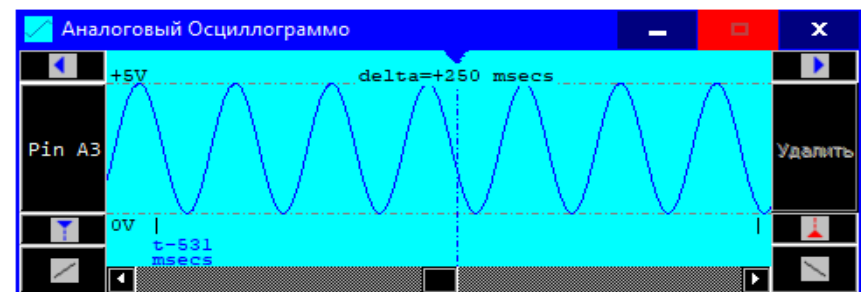 Аналоговый Осциллограммо
+5V delta=+250 msecs
Pin A3
Удалить
0V
t-531
msecs